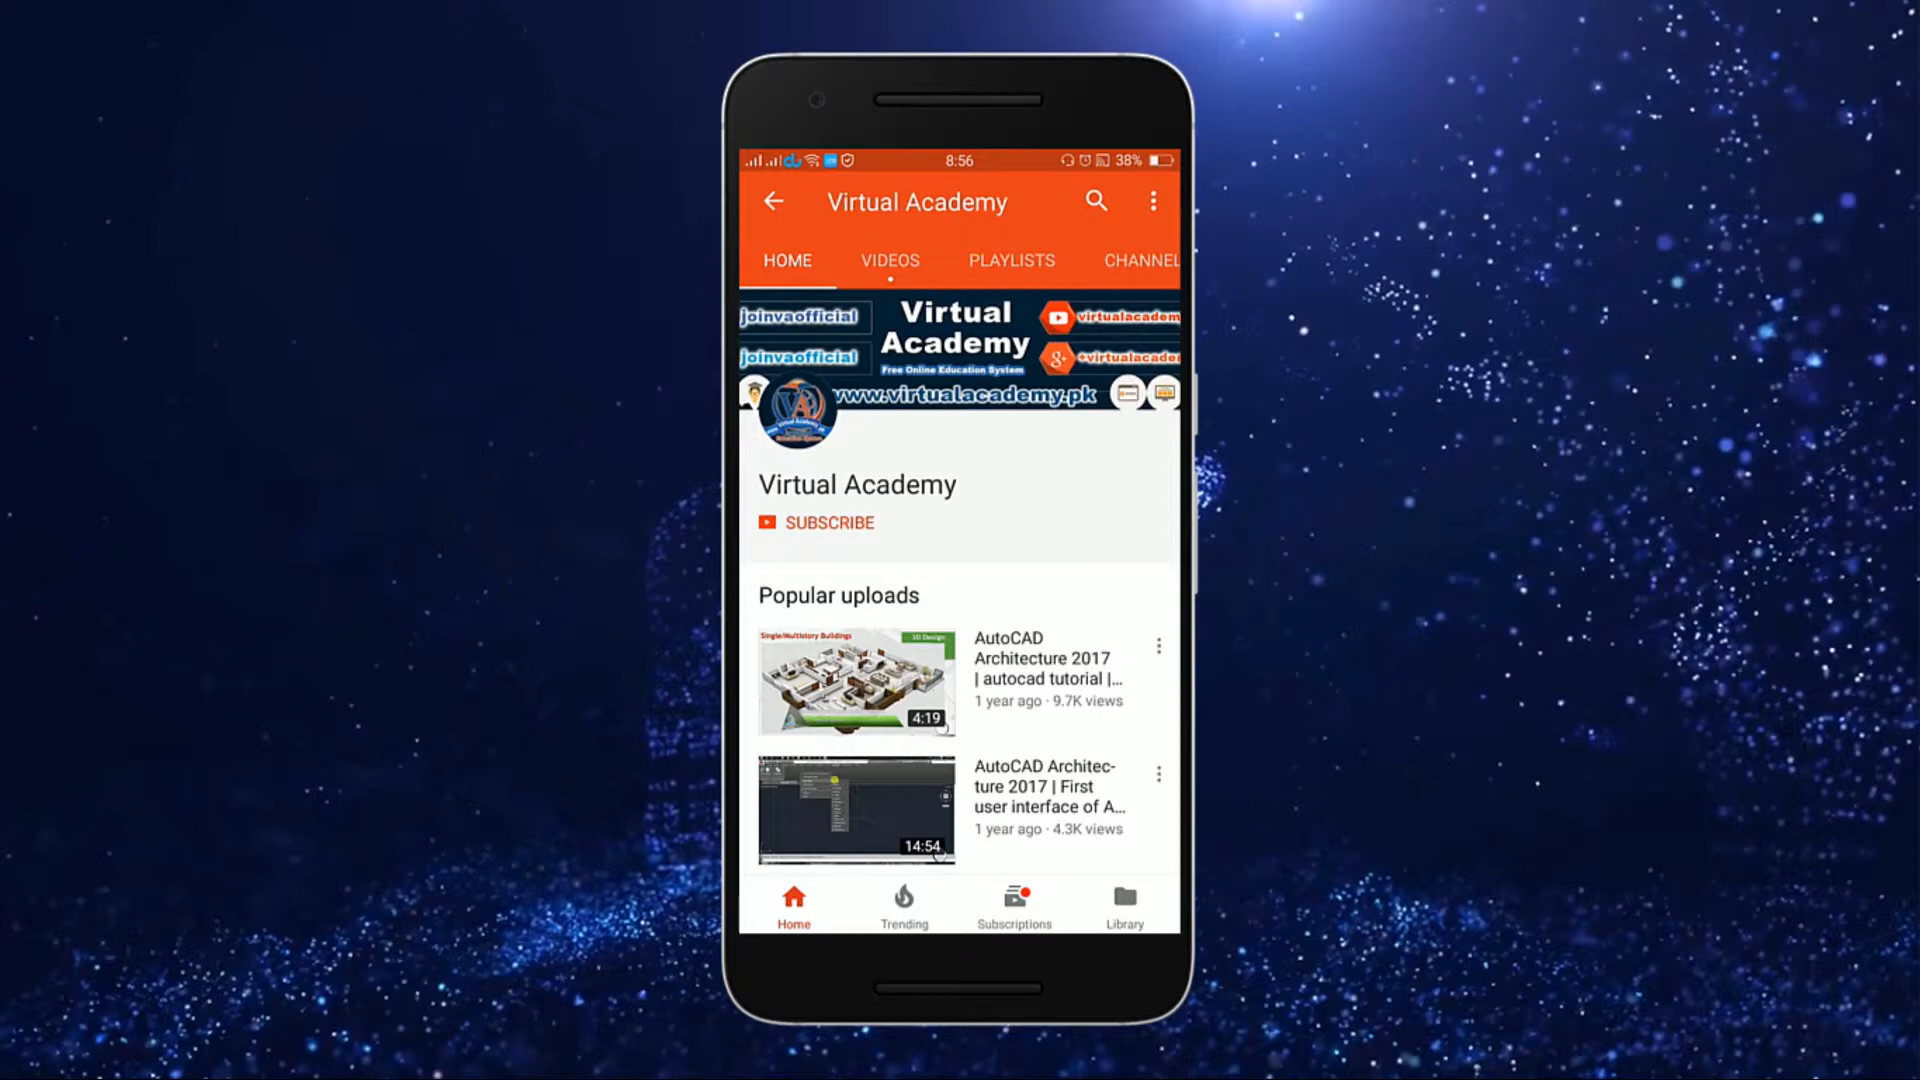 8:56
38%
Virtual Academy
HOME VIDEOS PLAYLISTS CHANNEL
joinvaofficial
Virtual
Academy
virtualacadem
joinvaofficial
+virtualacade
Free Online Education System
www.virtualacademy.pk
Virtual Academy
SUBSCRIBE
Popular uploads
Single/Multistory Buildings
3D Design
4:19
AutoCAD
Architecture 2017
| autocad tutorial |...
1 year ago · 9.7K views
14:54
AutoCAD Architec-
ture 2017 | First
user interface of A...
1 year ago · 4.3K views
Home Trending Subscriptions Library